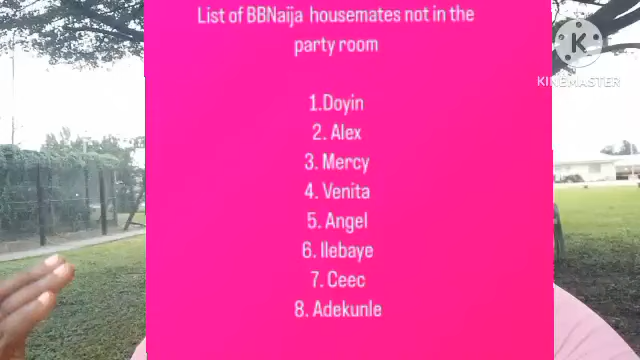 List of BBNaija housemates not in the
party room
1.Doyin
2. Alex
3. Mercy
4. Venita
5. Angel
6. Ilebaye
7. Ceec
8. Adekunle
K
KINEMASTER